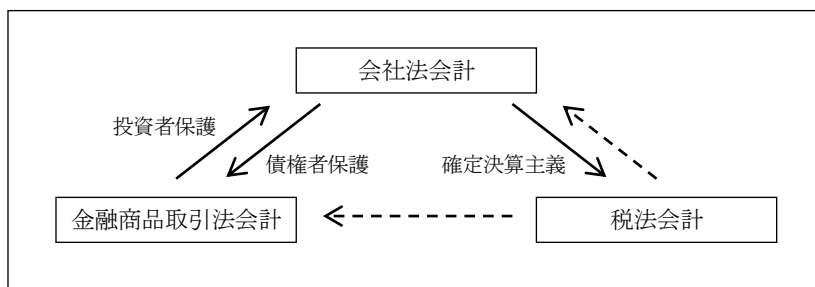 会社法会計
投資者保護
債権者保護
確定決算主義
金融商品取引法会計
税法会計